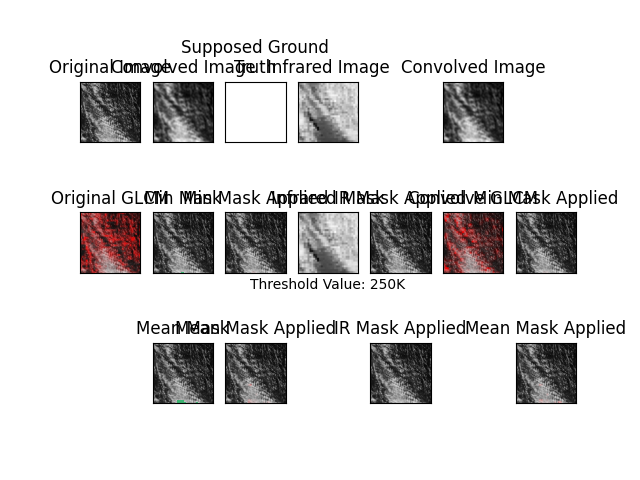 Supposed Ground
Original Image Convolved Image Truth Infrared Image Convolved Image
Original GLCM Min Mask Min Mask Applied Infrared Mask IR Mask Applied Convolved GLCM Min Mask Applied
Threshold Value: 250K
Mean Mask Mean Mask Applied IR Mask Applied Mean Mask Applied